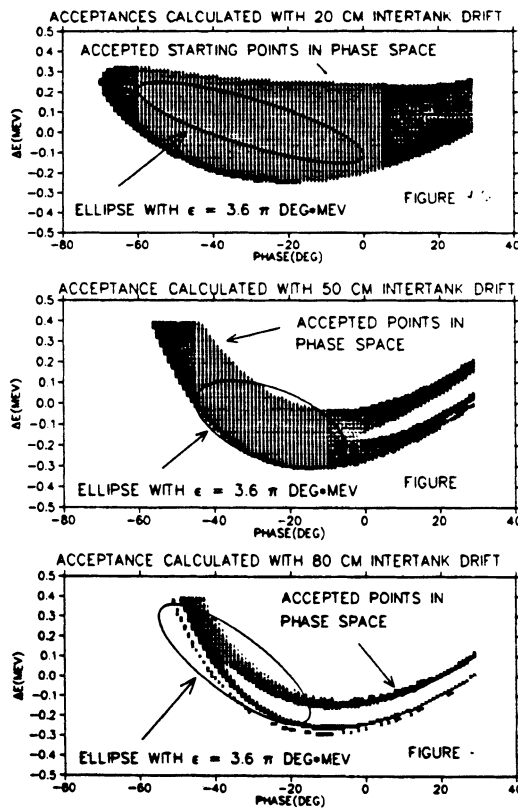 ACCEPTANCES CALCULATED WITH 20 CM INTERTANK DRIFT
0.5
0.4
0.3
0.2
0.1
0.0
-0.1
-0.2
-0.3
-0.4
-0.5
ΔE(MEV)
ACCEPTED STARTING POINTS IN PHASE SPACE
ELLIPSE WITH ε = 3.6 π DEG•MEV
FIGURE
-80 -60 -40 -20 0 20 40
PHASE(DEG)
ACCEPTANCE CALCULATED WITH 50 CM INTERTANK DRIFT
0.5
0.4
0.3
0.2
0.1
0.0
-0.1
-0.2
-0.3
-0.4
-0.5
ΔE(MEV)
ACCEPTED POINTS IN
PHASE SPACE
ELLIPSE WITH ε = 3.6 π DEG•MEV
FIGURE
-80 -60 -40 -20 0 20 40
PHASE(DEG)
ACCEPTANCE CALCULATED WITH 80 CM INTERTANK DRIFT
0.5
0.4
0.3
0.2
0.1
0.0
-0.1
-0.2
-0.3
-0.4
-0.5
ΔE(MEV)
ACCEPTED POINTS IN
PHASE SPACE
ELLIPSE WITH ε = 3.6 π DEG•MEV
FIGURE -
-80 -60 -40 -20 0 20 40
PHASE(DEG)